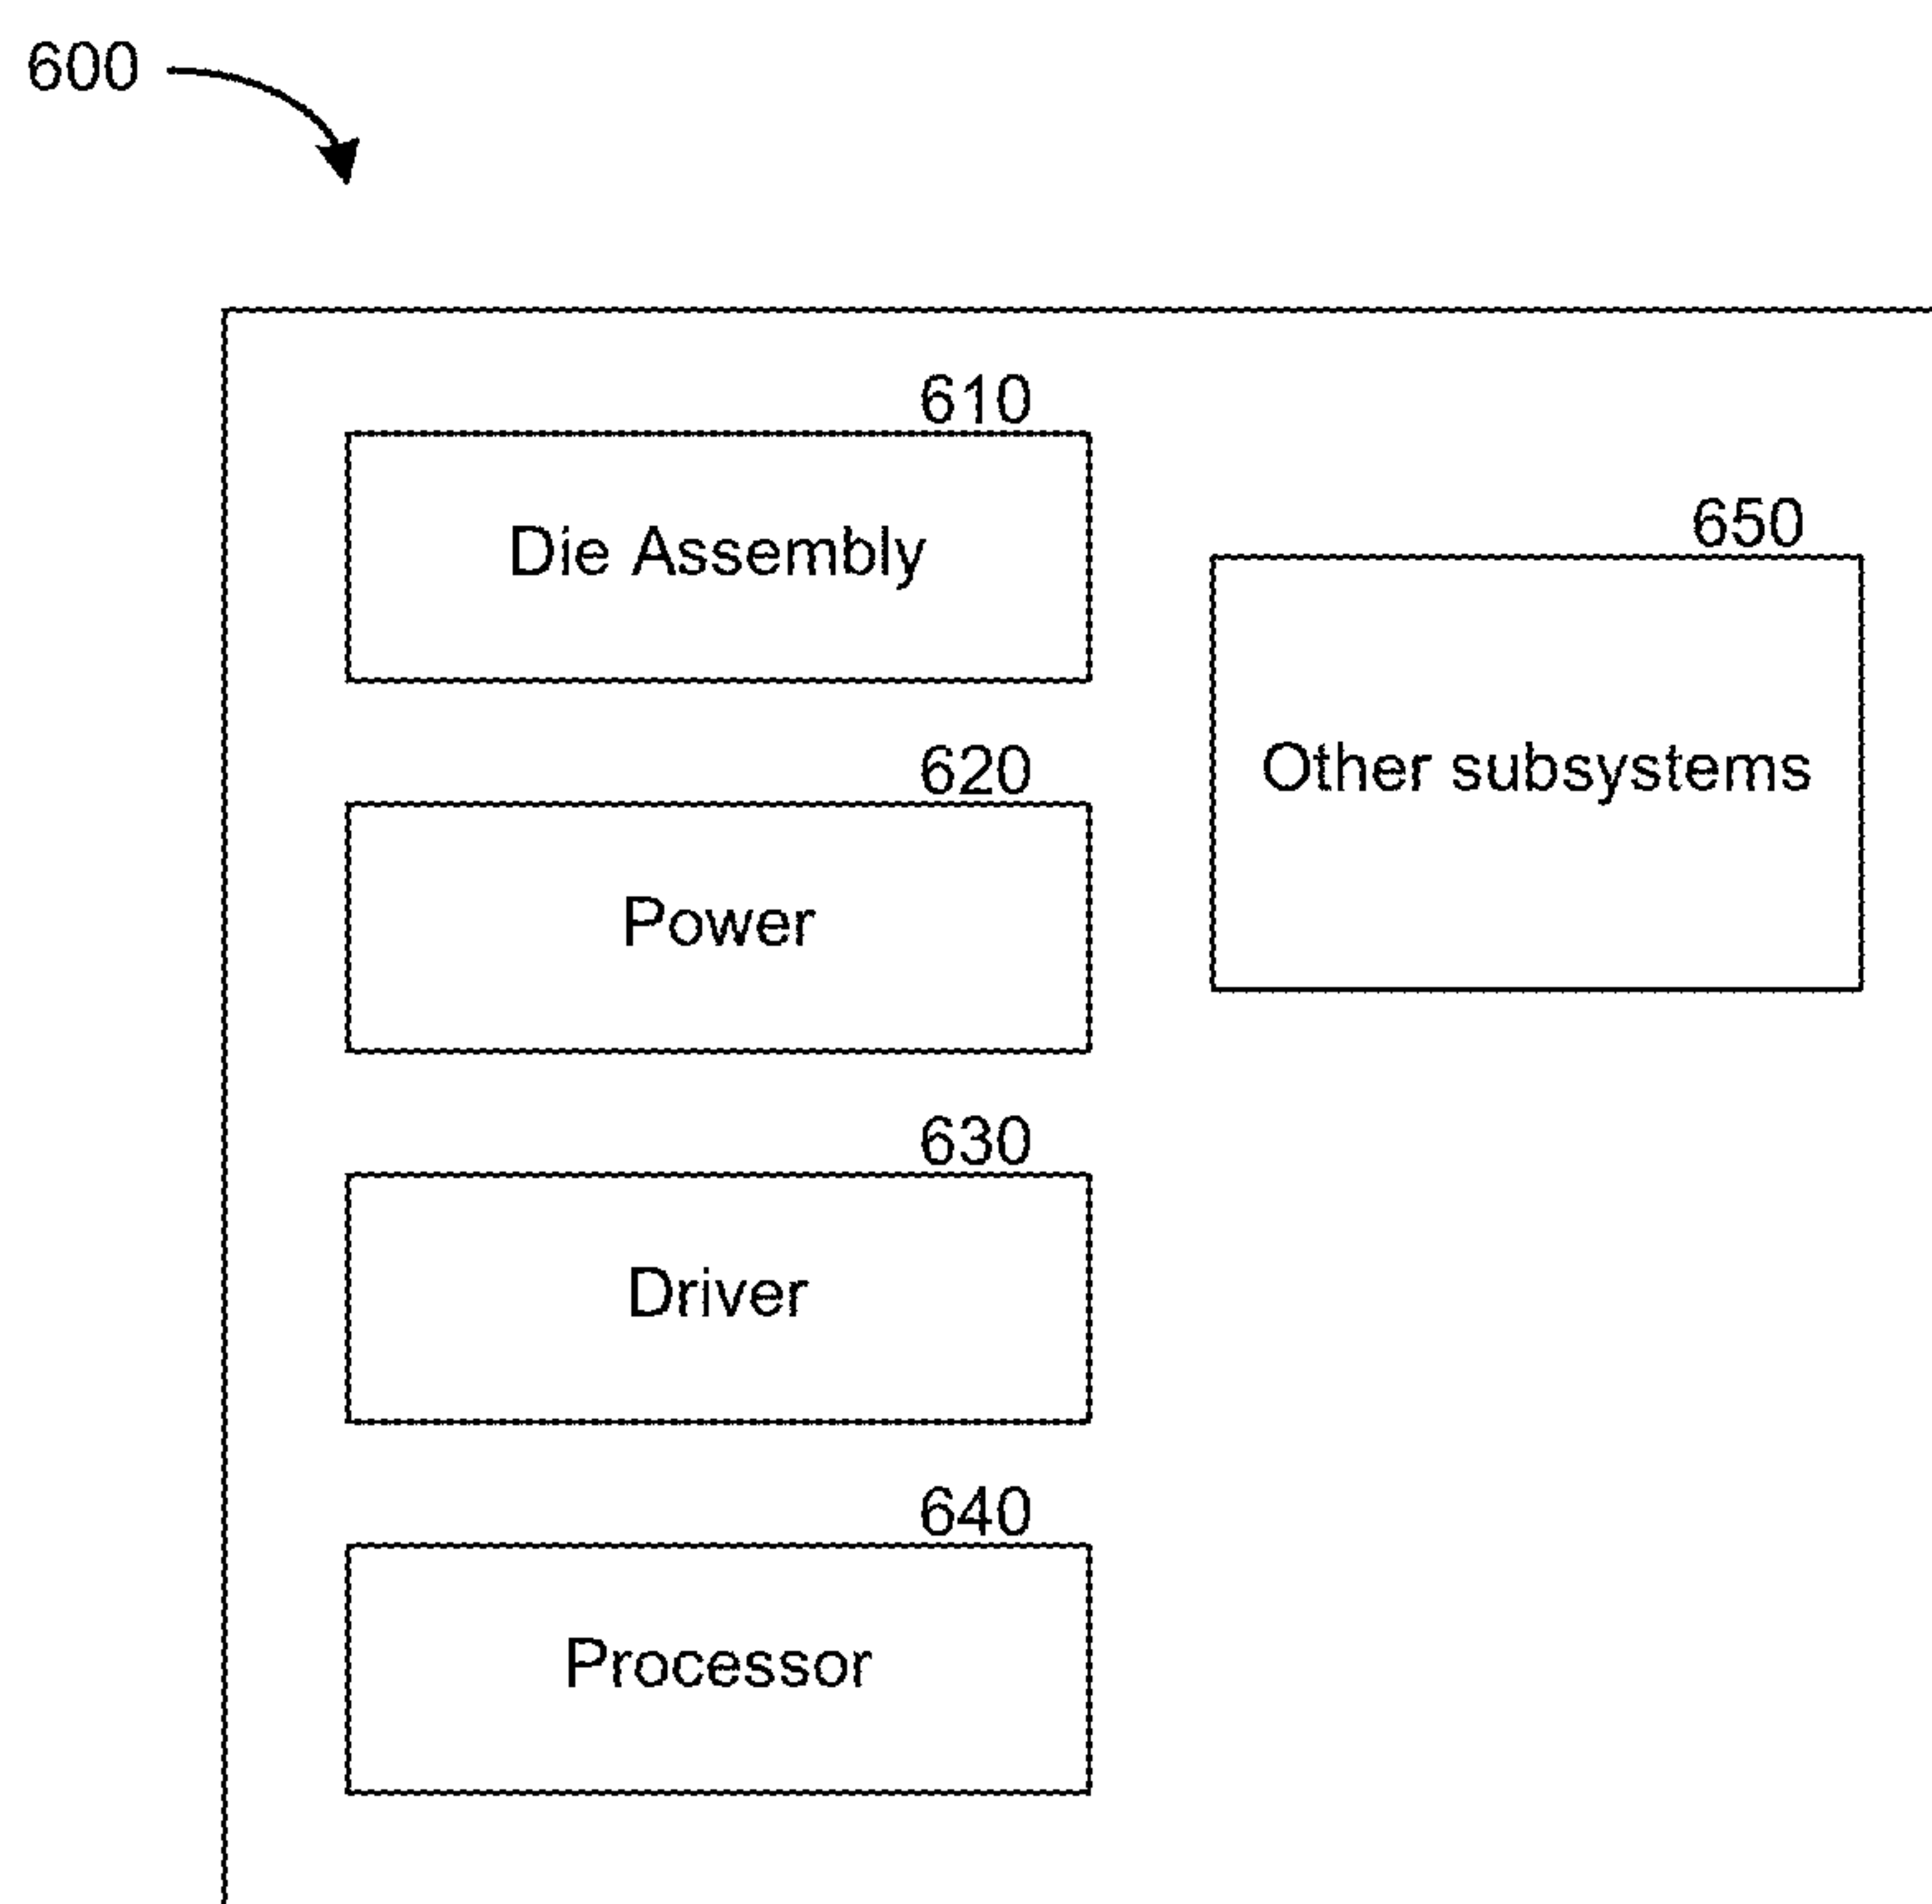 600
610
Die Assembly
650
Other subsystems
620
Power
630
Driver
640
Processor